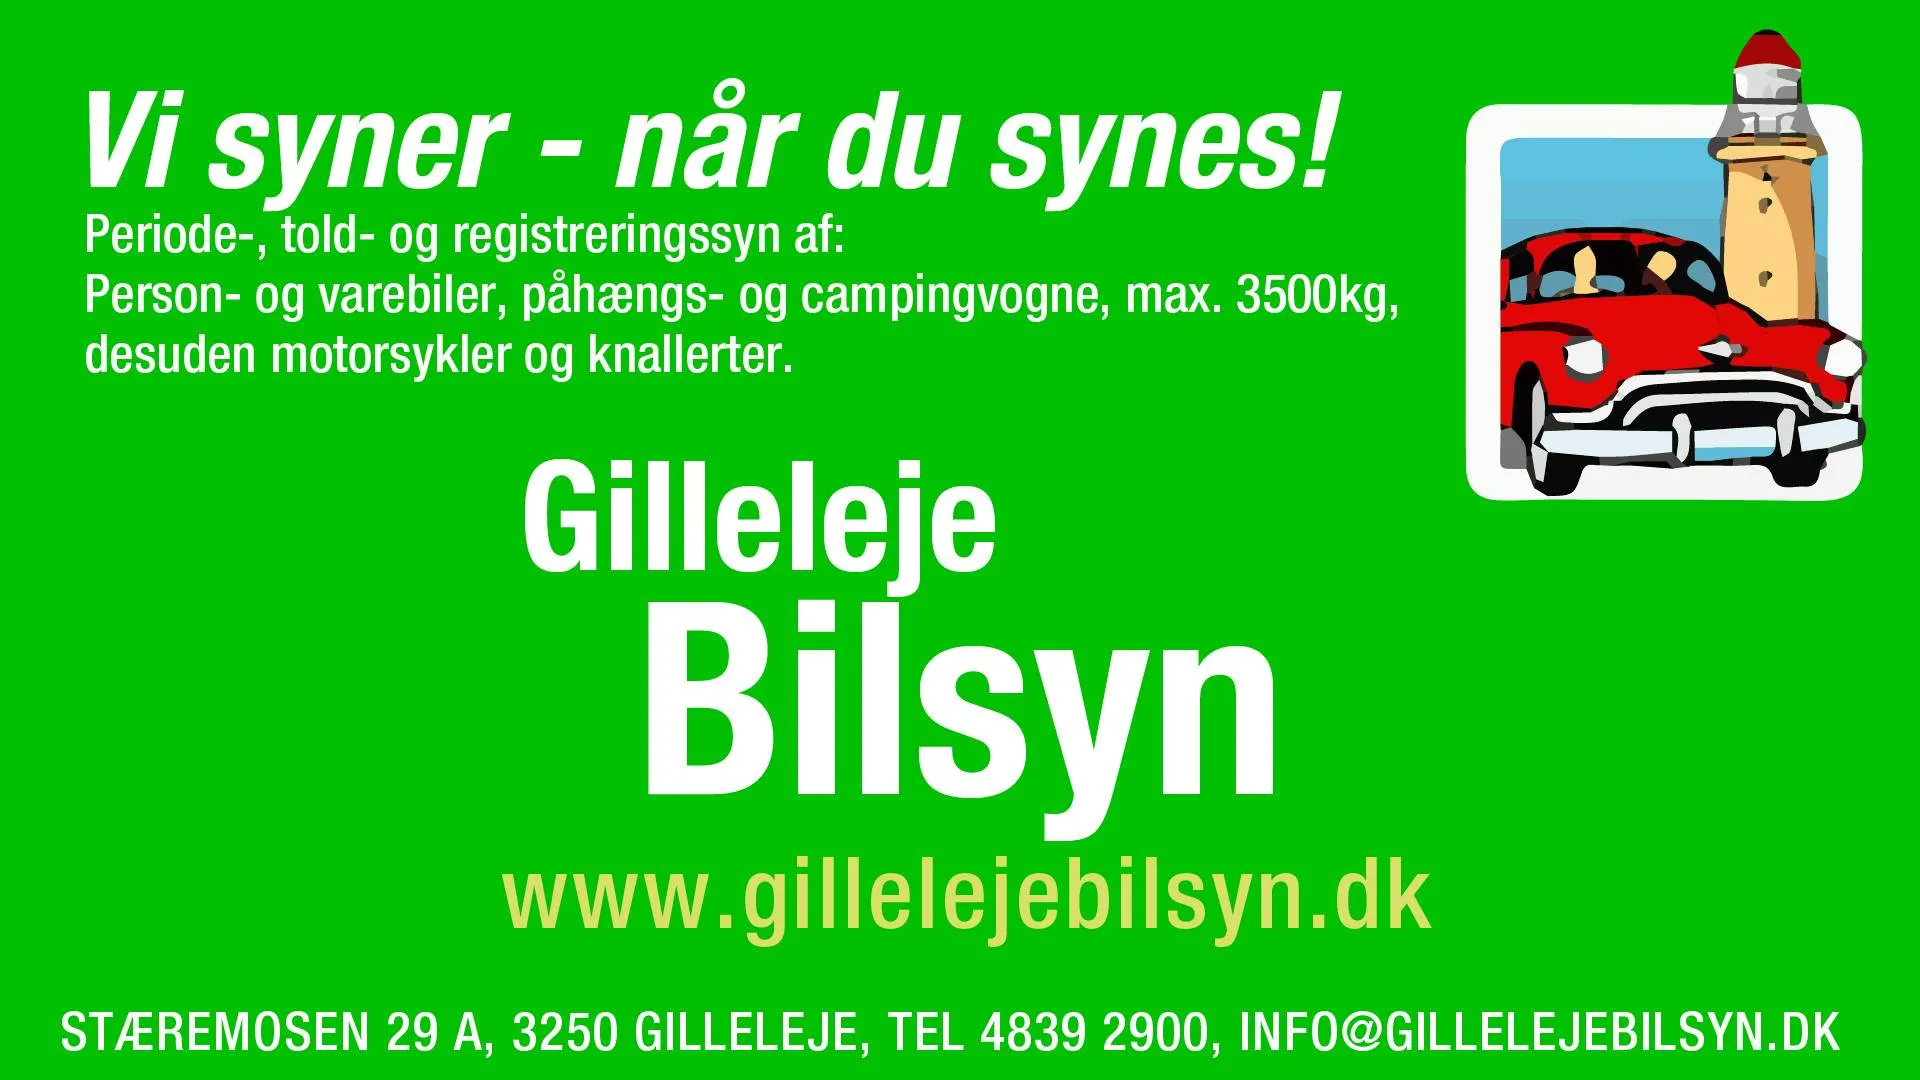 Vi syner - når du synes!
Periode-, told- og registreringssyn af:
Person- og varebiler, påhængs- og campingvogne, max. 3500kg,
desuden motorsykler og knallerter.
Gilleleje
Bilsyn
www.gillelejebilsyn.dk
STÆREMOSEN 29 A, 3250 GILLELEJE, TEL 4839 2900, INFO@GILLELEJEBILSYN.DK